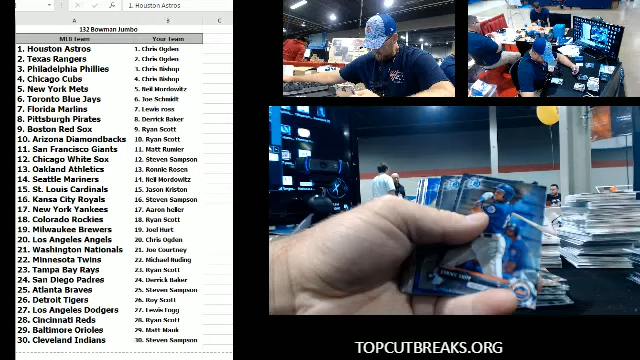 1. Houston Astros
A B C
132 Bowman Jumbo
MLB Team Your Team
1. Houston Astros 1. Chris Ogden
2. Texas Rangers 2. Chris Ogden
3. Philadelphia Phillies 3. Chris Bishop
4. Chicago Cubs 4. Chris Bishop
5. New York Mets 5. Neil Mordowitz
6. Toronto Blue Jays 6. Joe Schmidt
7. Florida Marlins 7. Lewis ross
8. Pittsburgh Pirates 8. Derrick Baker
9. Boston Red Sox 9. Ryan Scott
10. Arizona Diamondbacks 10. Ryan Scott
11. San Francisco Giants 11. Matt Rumier
12. Chicago White Sox 12. Steven Sampson
13. Oakland Athletics 13. Ronnie Rosen
14. Seattle Mariners 14. Neil Mordowitz
15. St. Louis Cardinals 15. Jason Kriston
16. Kansa City Royals 16. Steven Sampson
17. New York Yankees 17. Aaron heller
18. Colorado Rockies 18. Ryan Scott
19. Milwaukee Brewers 19. Joel Hurt
20. Los Angeles Angels 20. Chris Ogden
21. Washington Nationals 21. Joe Courtney
22. Minnesota Twins 22. Michael Nuding
23. Tampa Bay Rays 23. Ryan Scott
24. San Diego Padres 24. Derrick Baker
25. Atlanta Braves 25. Steven Sampson
26. Detroit Tigers 26. Roy Scott
27. Los Angeles Dodgers 27. Lewis Fogg
28. Cincinnati Reds 28. Ryan Scott
29. Baltimore Orioles 29. Matt Mauk
30. Cleveland Indians 30. Steven Sampson
TOPCUTBREAKS.ORG